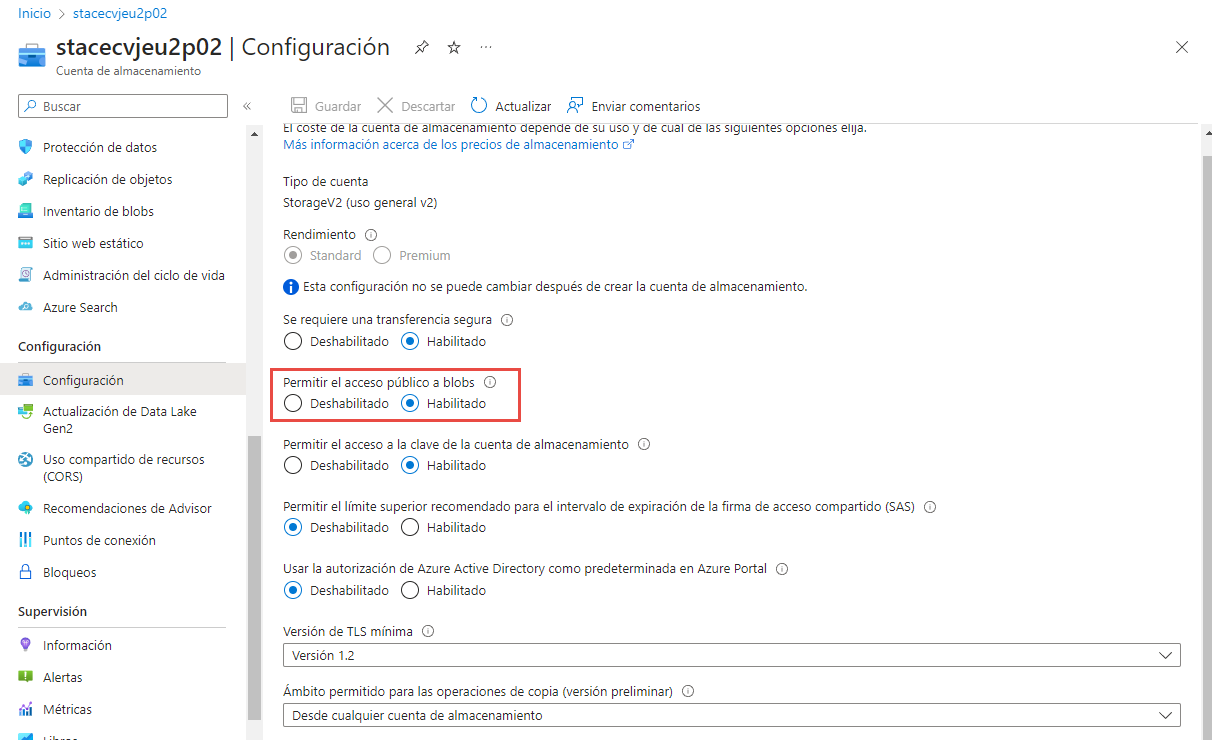 Inicio > stacecvjeu2p02
stacecvjeu2p02 | Configuración
Cuenta de almacenamiento
Buscar
«
Guardar
Descartar
Actualizar
Enviar comentarios
Protección de datos
Replicación de objetos
Inventario de blobs
Sitio web estático
Administración del ciclo de vida
Azure Search
Configuración
Configuración
Actualización de Data Lake
Gen2
Uso compartido de recursos
(CORS)
Recomendaciones de Advisor
Puntos de conexión
Bloqueos
Supervisión
Información
Alertas
Métricas
Libros
El coste de la cuenta de almacenamiento depende de su uso y de cuál de las siguientes opciones elija.
Más información acerca de los precios de almacenamiento
Tipo de cuenta
StorageV2 (uso general v2)
Rendimiento
Standard Premium
Esta configuración no se puede cambiar después de crear la cuenta de almacenamiento.
Se requiere una transferencia segura
Deshabilitado Habilitado
Permitir el acceso público a blobs
Deshabilitado Habilitado
Permitir el acceso a la clave de la cuenta de almacenamiento
Deshabilitado Habilitado
Permitir el límite superior recomendado para el intervalo de expiración de la firma de acceso compartido (SAS)
Deshabilitado Habilitado
Usar la autorización de Azure Active Directory como predeterminada en Azure Portal
Deshabilitado Habilitado
Versión de TLS mínima
Versión 1.2
Ámbito permitido para las operaciones de copia (versión preliminar)
Desde cualquier cuenta de almacenamiento